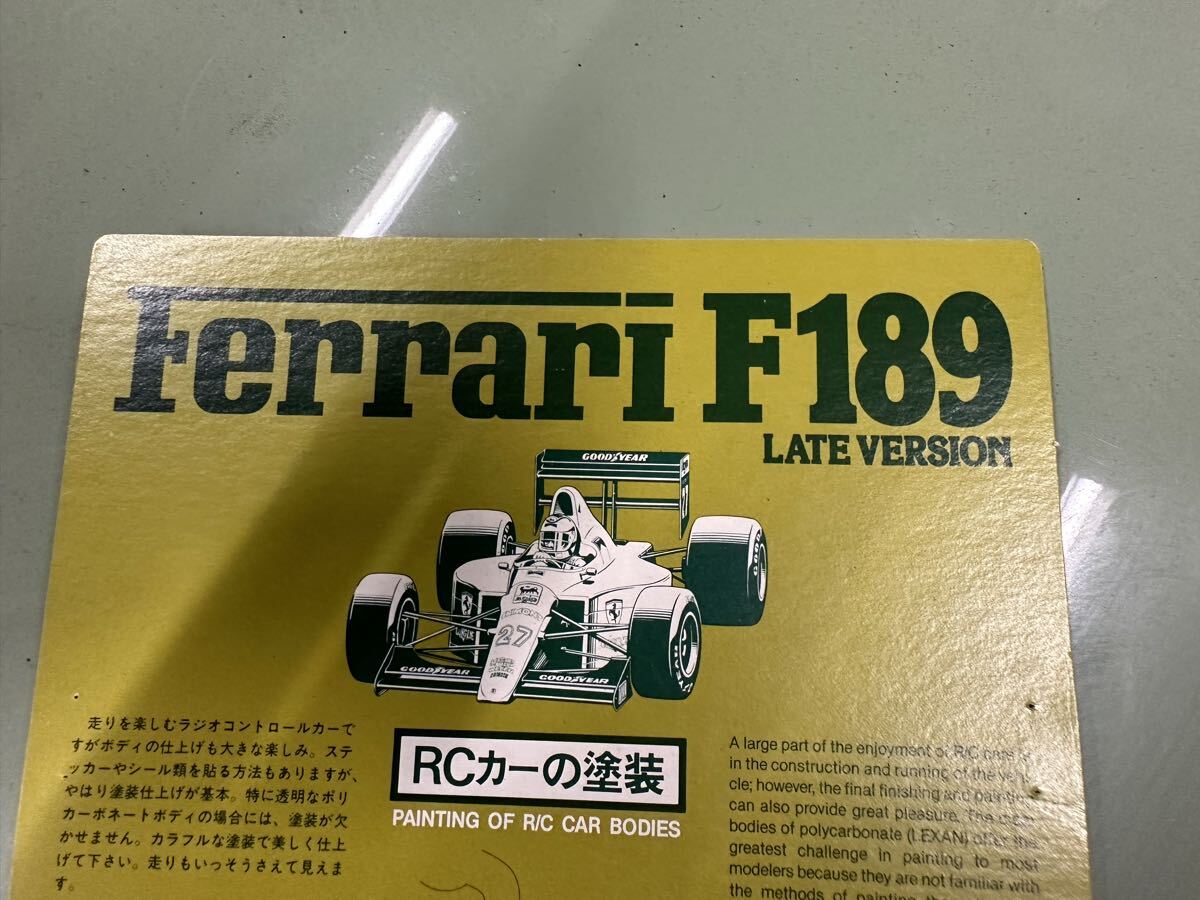 Ferrari F189
LATE VERSION
GOODYEAR
27
27
GOODYEAR
GOODYEAR
走りを楽しむラジオコントロールカーで
すがボディの仕上げも大きな楽しみ。ステ
ッカーやシール類を貼る方法もありますが、
やはり塗装仕上げが基本。特に透明なポリ
カーボネートボディの場合には、塗装が欠
かせません。カラフルな塗装で美しく仕上
げて下さい。走りもいっそうさえて見えま
す。
RCカーの塗装
PAINTING OF R/C CAR BODIES
A large part of the enjoyment of R/C cars
in the construction and running of the vehi-
cle; however, the final finishing and painting
can also provide great pleasure. The
bodies of polycarbonate (LEXAN) offer the
greatest challenge in painting to most
modelers because they are not familiar with
the methods of painting